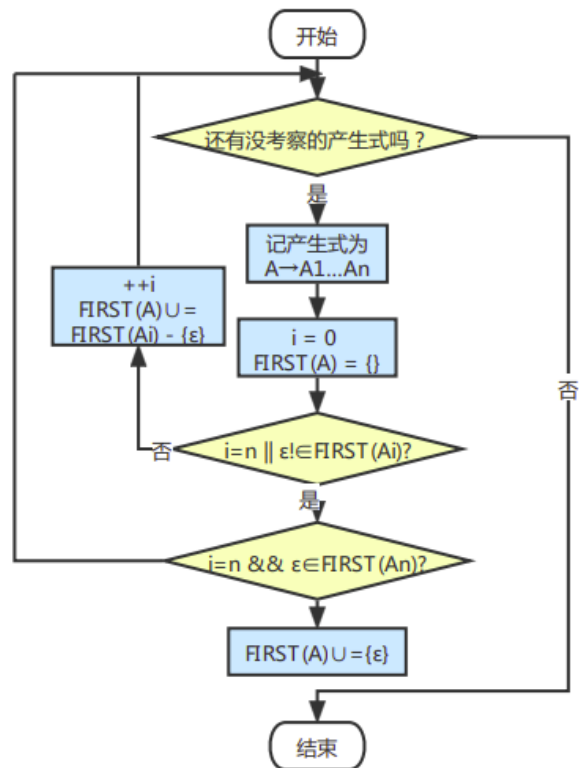 开始
还有没考察的产生式吗？
是
记产生式为
A→A1...An
++i
FIRST(A)∪=
FIRST(Ai) - {ε}
i = 0
FIRST(A) = {}
否
否
i=n || ε!∈FIRST(Ai)?
是
i=n && ε∈FIRST(An)?
FIRST(A)∪={ε}
结束